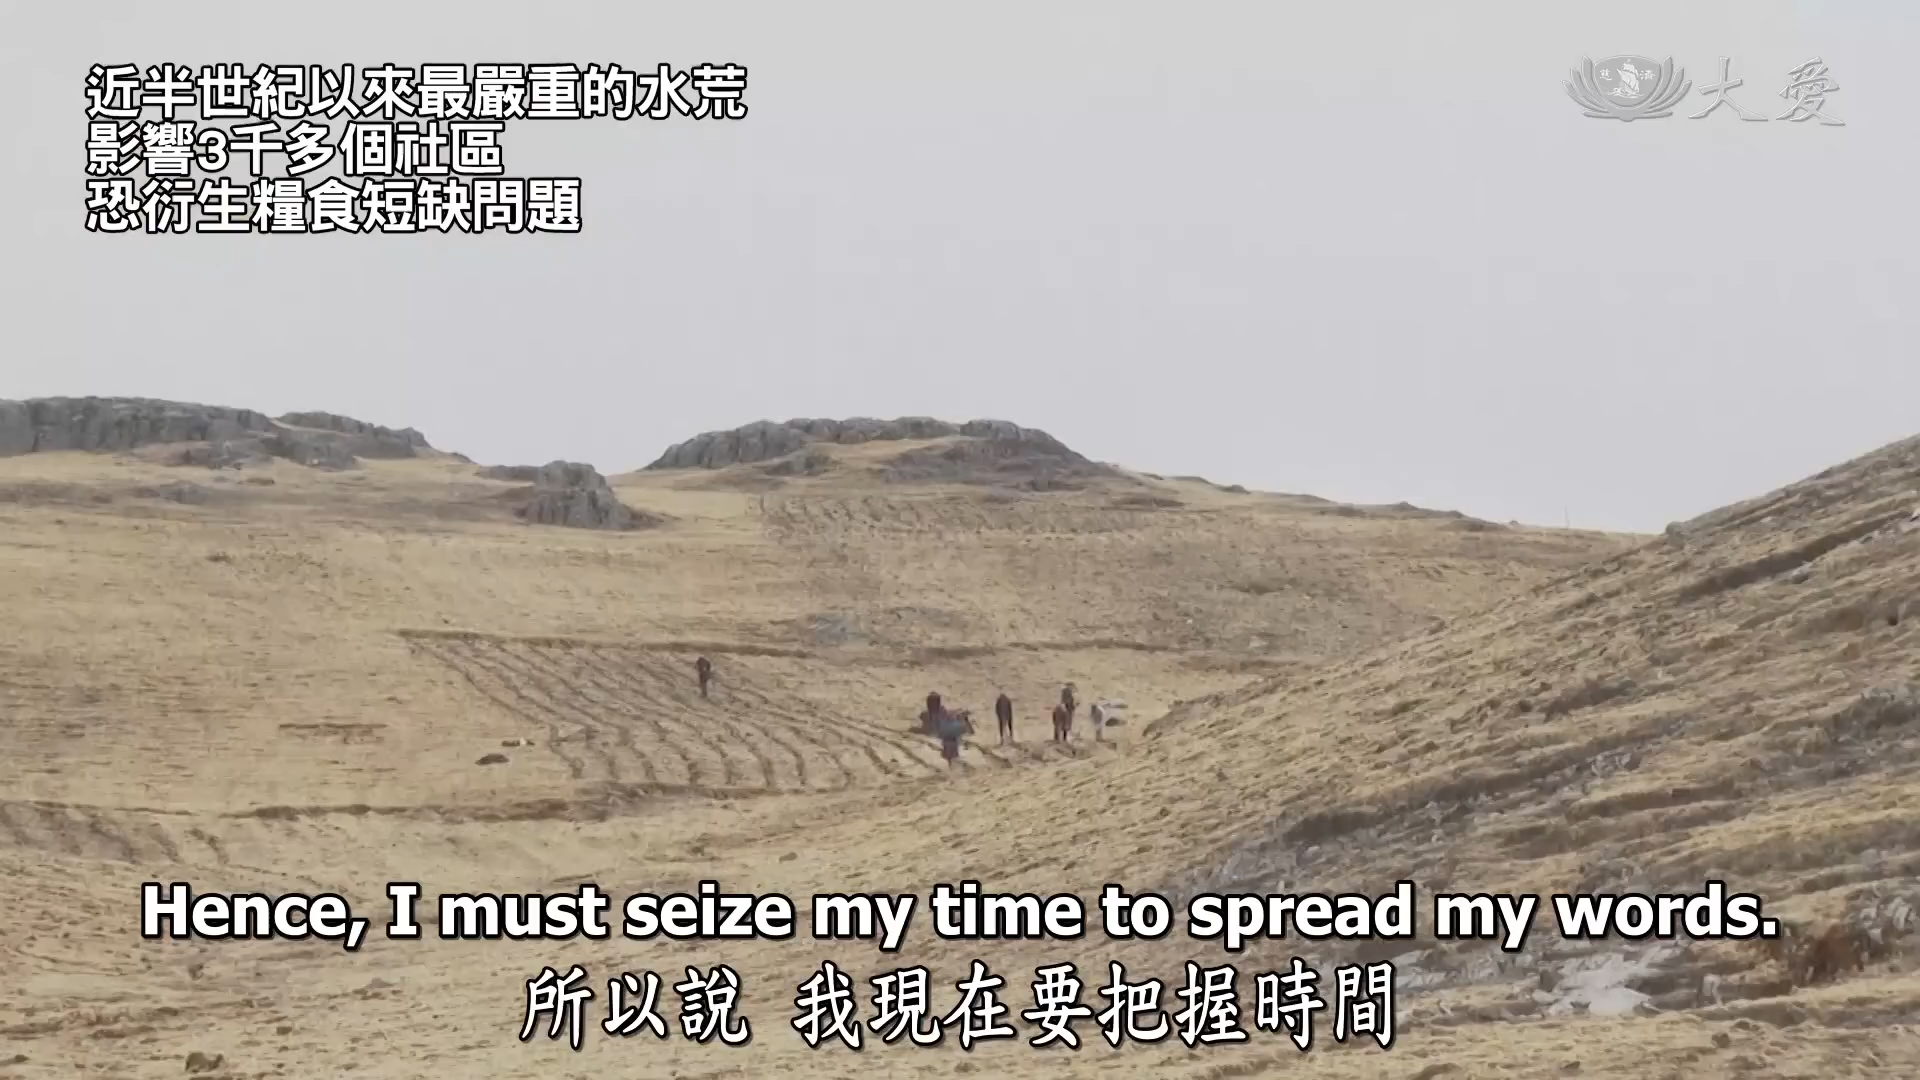 近半世紀以來最嚴重的水荒
影響3千多個社區
恐衍生糧食短缺問題
慈濟
大愛
Hence, I must seize my time to spread my words.
所以說 我現在要把握時間